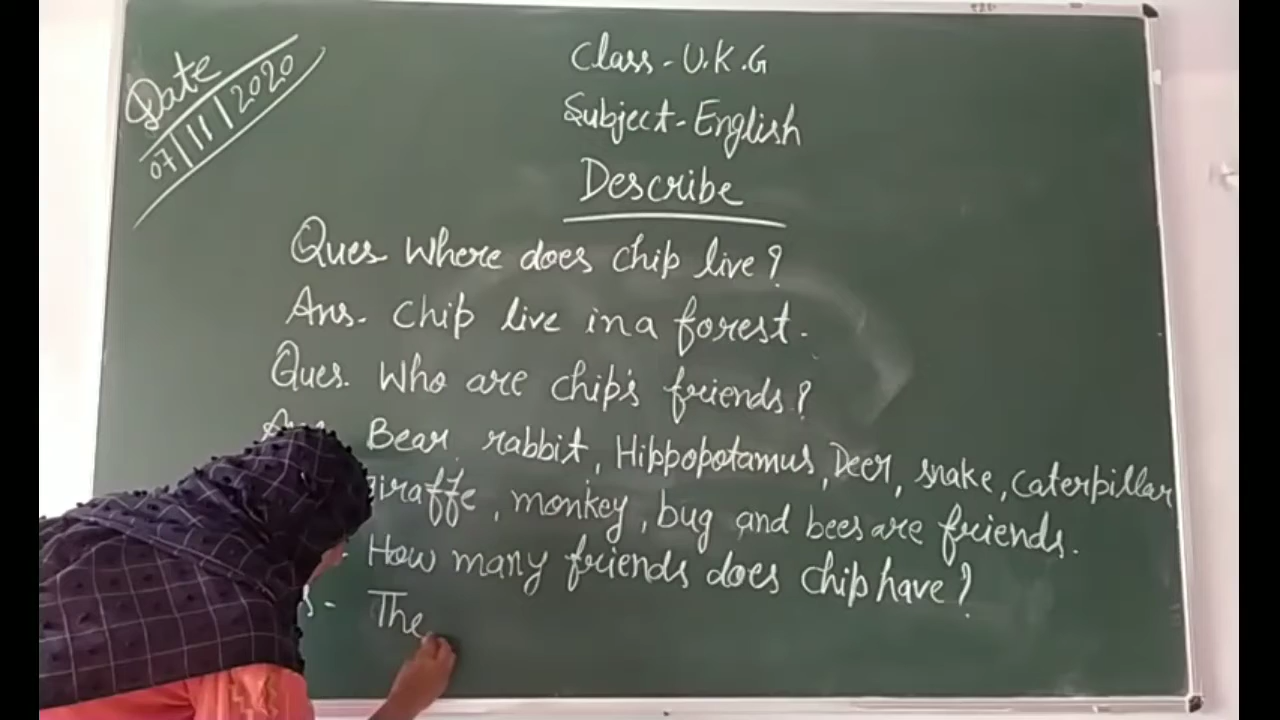 Date
07/11/2020
Class - U.K.G
Subject - English
Describe
Ques Where does chip live?
Ans. Chip live in a forest.
Ques. Who are chip's friends?
Bear, rabbit, Hippopotamus, Deer, snake, caterpillar
Giraffe, monkey, bug and bees are friends.
How many friends does chip have?
The